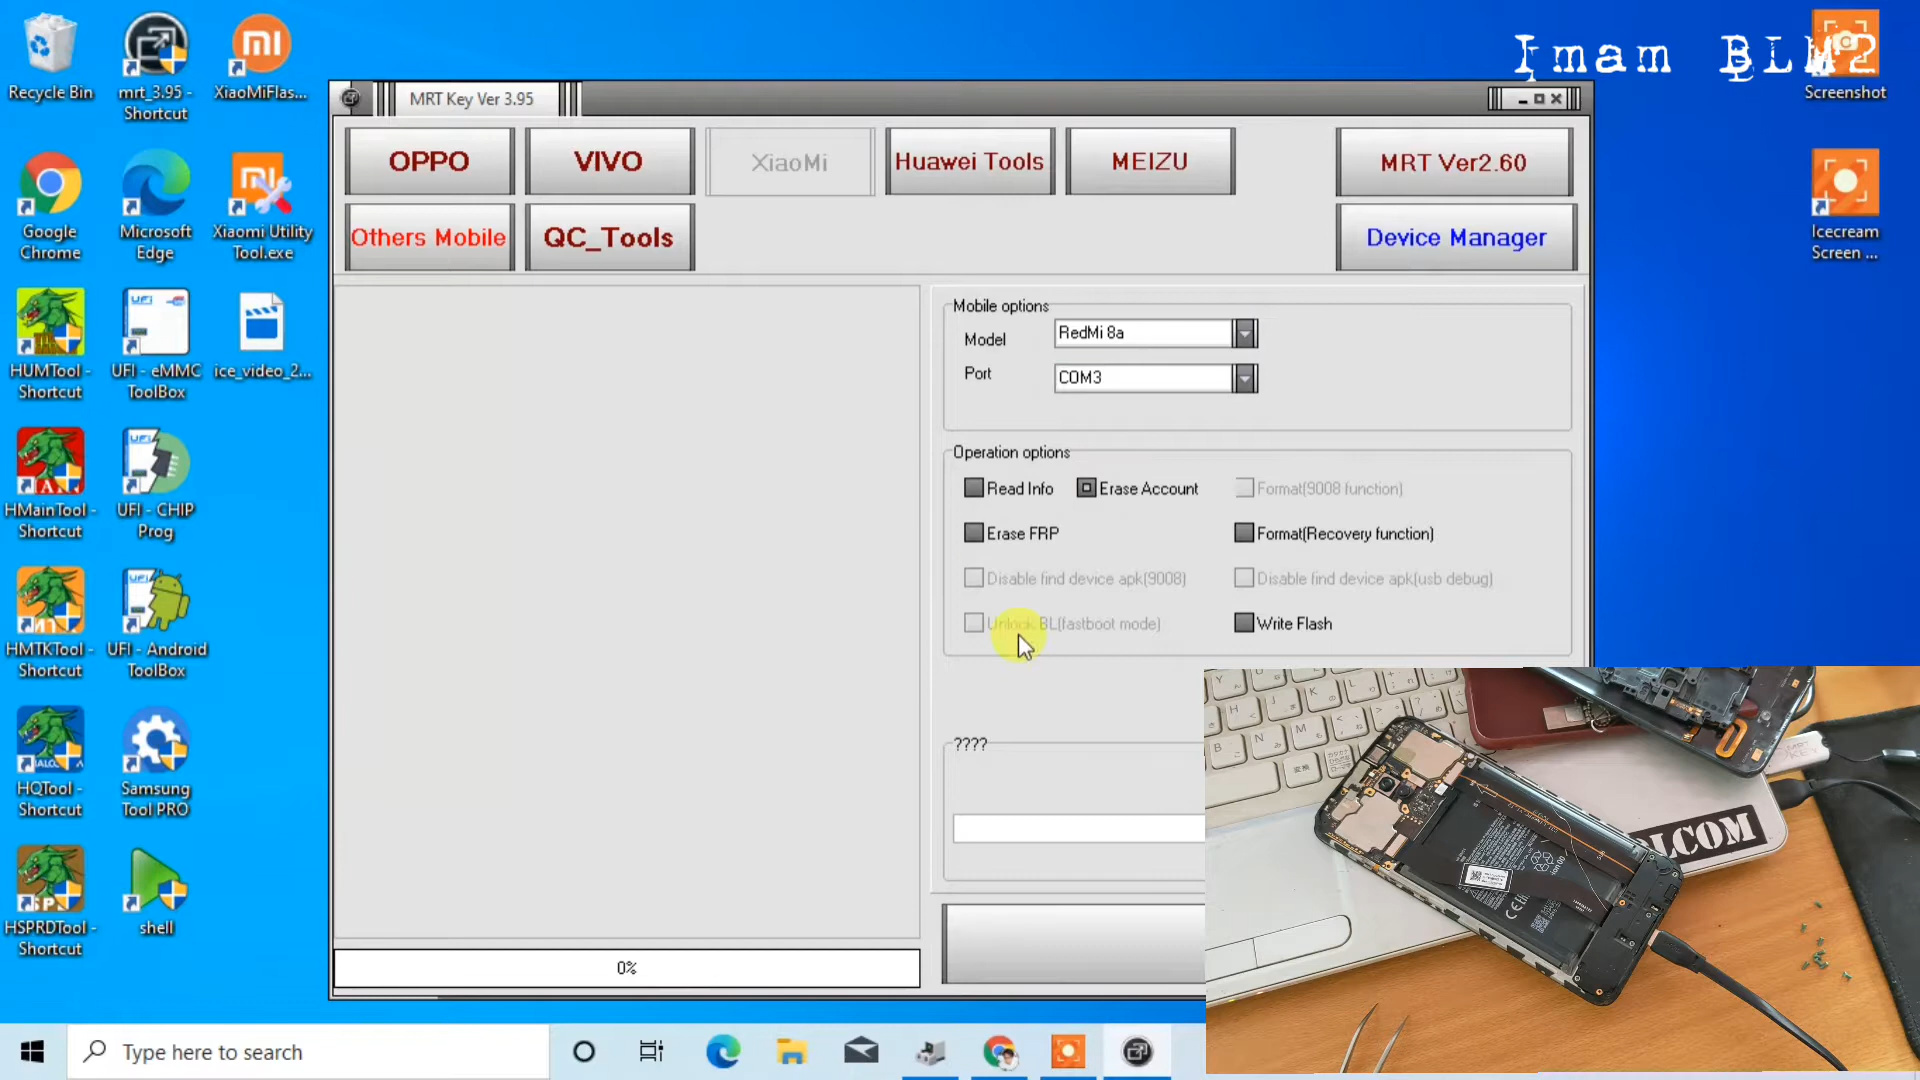 Imam BLM2
Recycle Bin
mrt_3.95 -
Shortcut
XiaoMiFlas...
Screenshot
MRT Key Ver 3.95
OPPO
VIVO
XiaoMi
Huawei Tools
MEIZU
MRT Ver2.60
Others Mobile
QC_Tools
Device Manager
Google
Chrome
Microsoft
Edge
Xiaomi Utility
Tool.exe
Icecream
Screen ...
HUMTool -
Shortcut
UFI - eMMC
ToolBox
ice_video_2...
HMainTool -
Shortcut
UFI - CHIP
Prog
HMTKTool -
Shortcut
UFI - Android
ToolBox
HQTool -
Shortcut
Samsung
Tool PRO
HSPRDTool -
Shortcut
shell
Mobile options
Model
RedMi 8a
Port
COM3
Operation options
Read Info
Erase Account
Format(9008 function)
Erase FRP
Format(Recovery function)
Disable find device apk(9008)
Disable find device apk(usb debug)
Unlock BL(fastboot mode)
Write Flash
????
0%
Type here to search